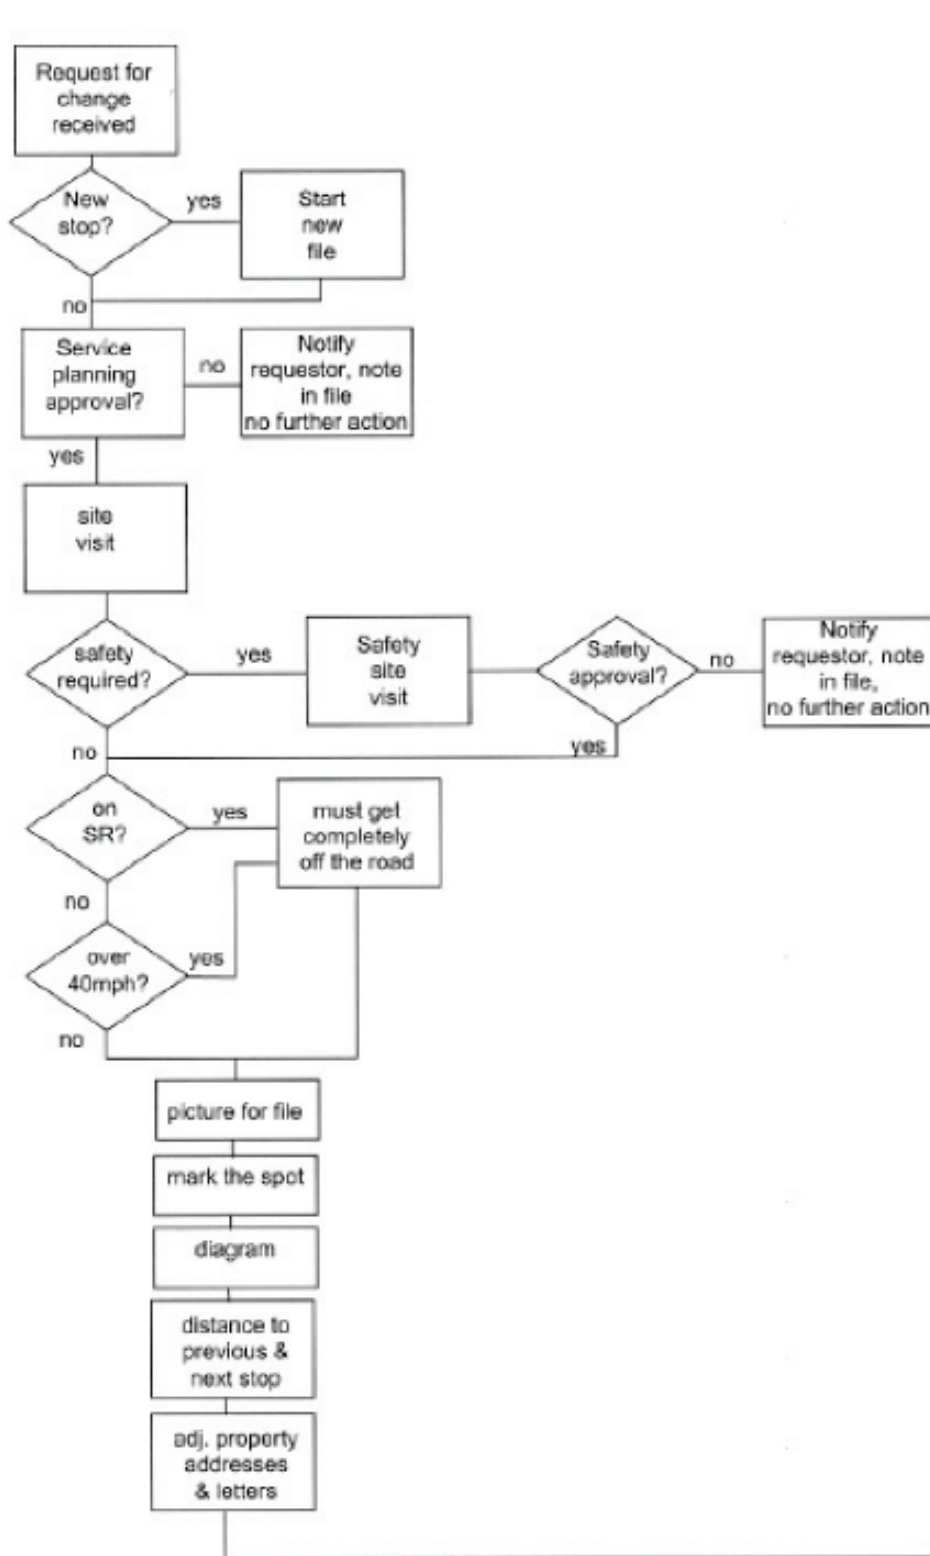 Request for
change
received
New
stop?
yes
Start
new
file
no
Service
planning
approval?
no
Notify
requestor, note
in file
no further action
yes
site
visit
safety
required?
yes
Safety
site
visit
Safety
approval?
no
Notify
requestor, note
in file,
no further action
no
yes
on
SR?
yes
must get
completely
off the road
no
over
40mph?
yes
no
picture for file
mark the spot
diagram
distance to
previous &
next stop
adj. property
addresses
& letters